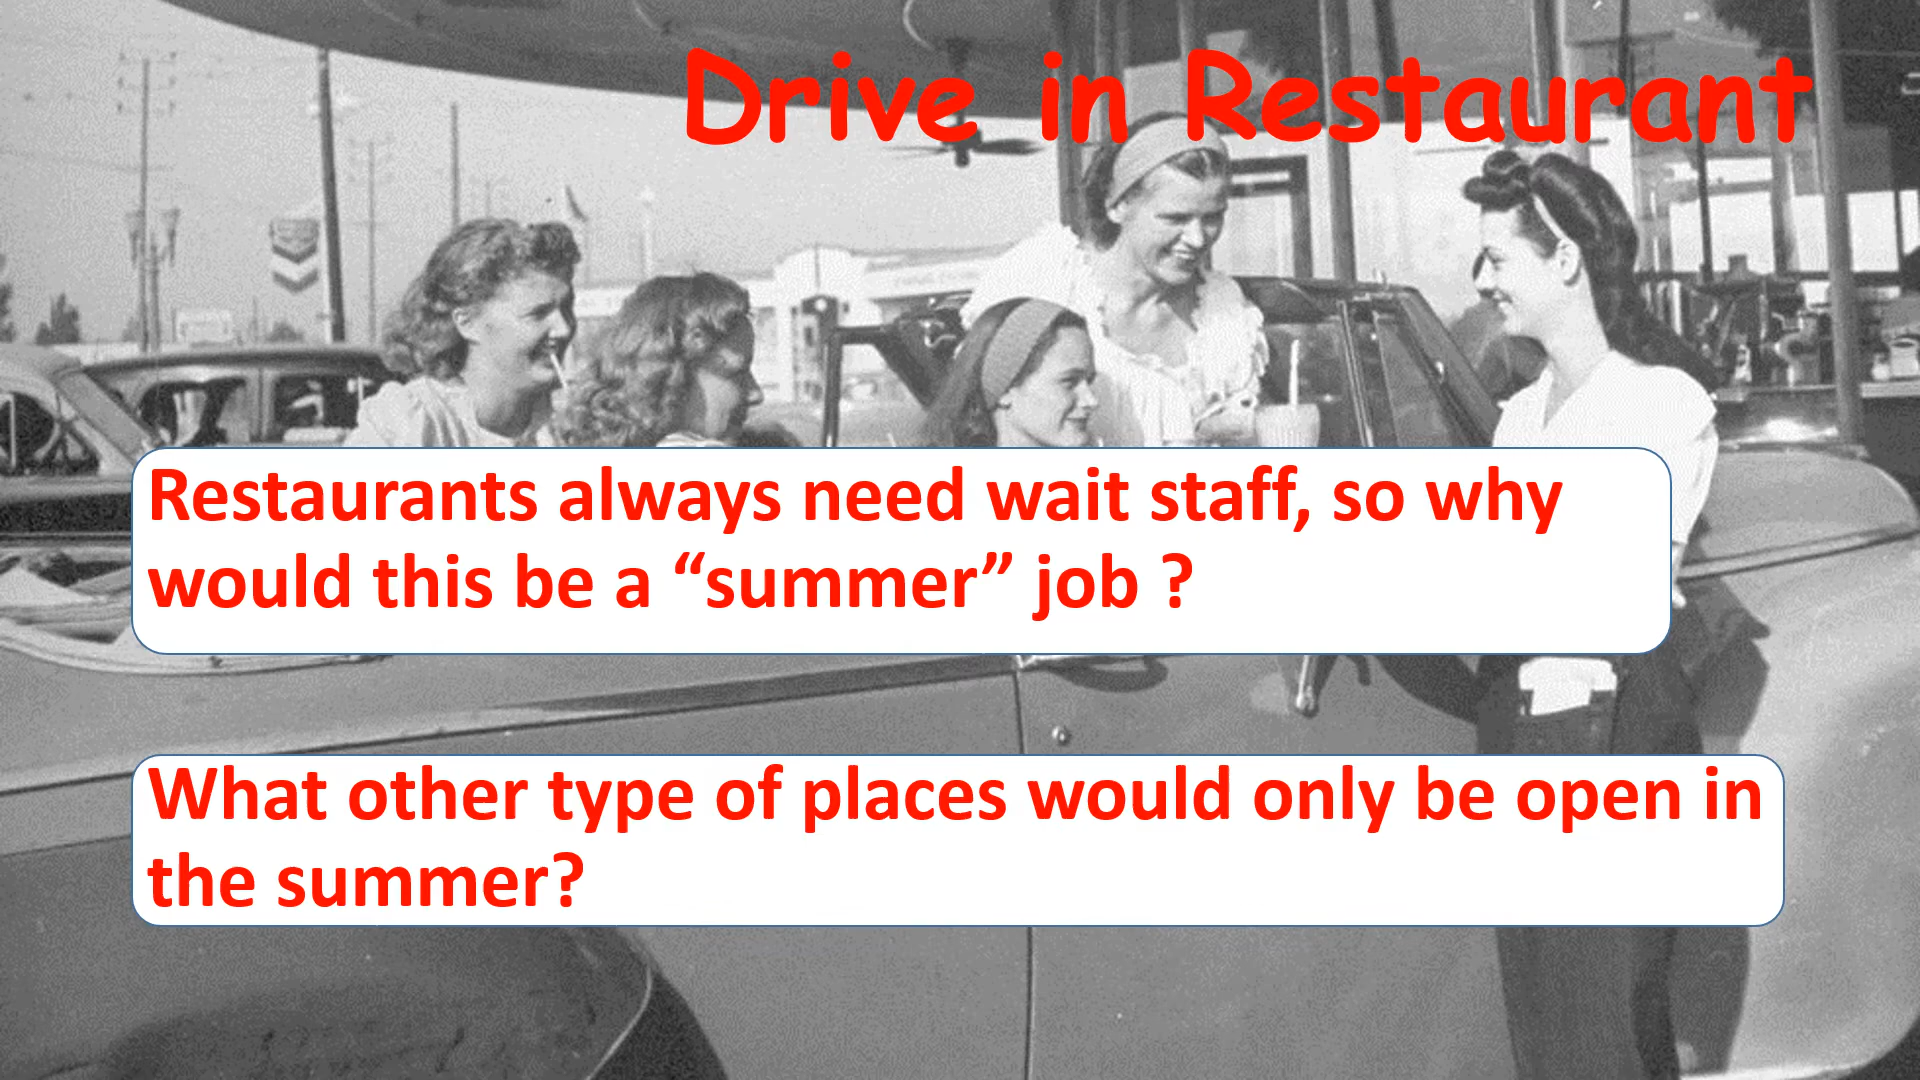 Drive in Restaurant
Restaurants always need wait staff, so why
would this be a “summer” job ?
What other type of places would only be open in
the summer?